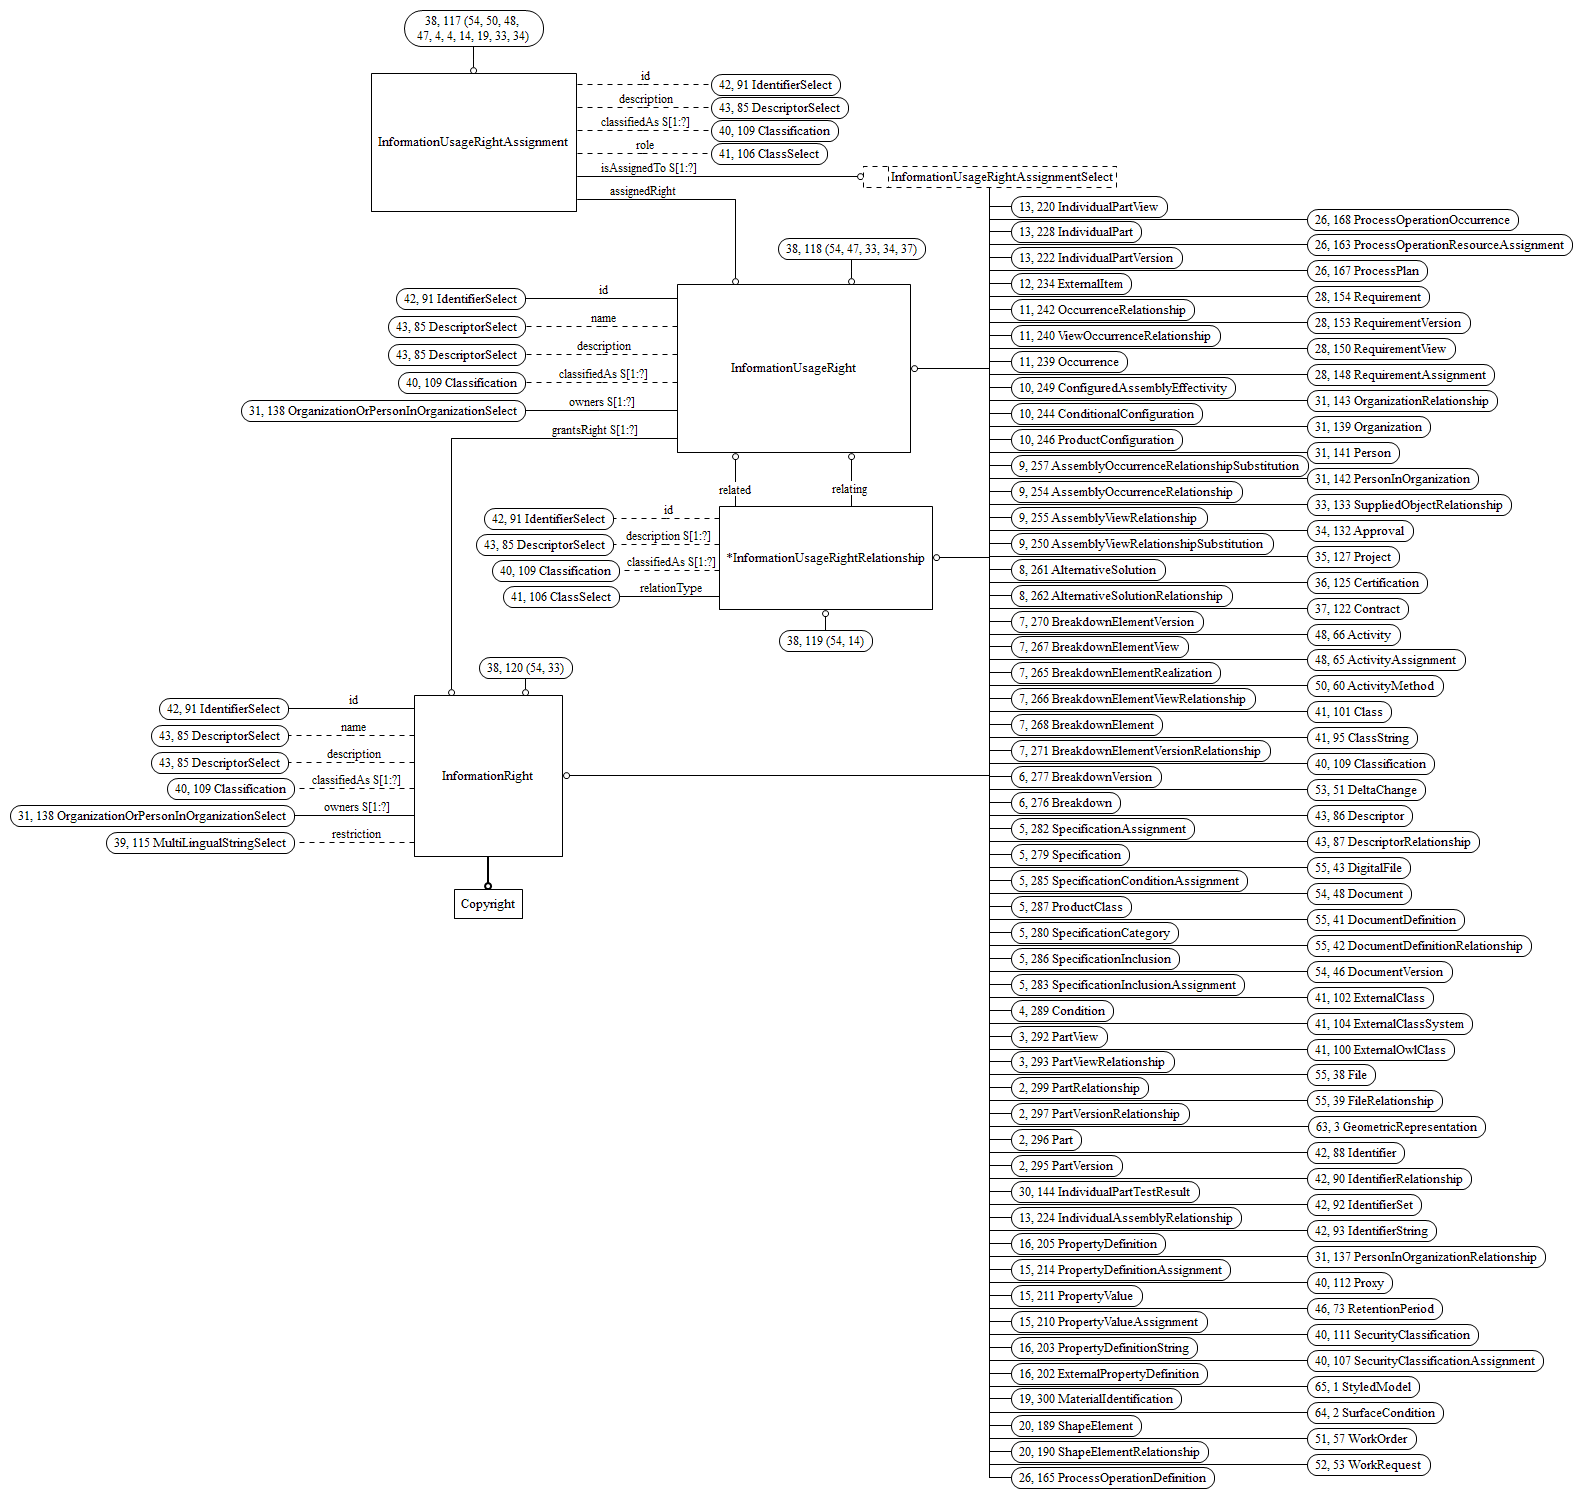 38, 117 (54, 50, 48,
47, 4, 4, 14, 19, 33, 34)
InformationUsageRightAssignment
id
42, 91 IdentifierSelect
description
43, 85 DescriptorSelect
classifiedAs S[1:?]
40, 109 Classification
role
41, 106 ClassSelect
isAssignedTo S[1:?]
assignedRight
InformationUsageRightAssignmentSelect
38, 118 (54, 47, 33, 34, 37)
InformationUsageRight
id
42, 91 IdentifierSelect
name
43, 85 DescriptorSelect
description
43, 85 DescriptorSelect
classifiedAs S[1:?]
40, 109 Classification
owners S[1:?]
31, 138 OrganizationOrPersonInOrganizationSelect
grantsRight S[1:?]
related
relating
*InformationUsageRightRelationship
id
42, 91 IdentifierSelect
description S[1:?]
43, 85 DescriptorSelect
classifiedAs S[1:?]
40, 109 Classification
relationType
41, 106 ClassSelect
38, 119 (54, 14)
38, 120 (54, 33)
InformationRight
id
42, 91 IdentifierSelect
name
43, 85 DescriptorSelect
description
43, 85 DescriptorSelect
classifiedAs S[1:?]
40, 109 Classification
owners S[1:?]
31, 138 OrganizationOrPersonInOrganizationSelect
restriction
39, 115 MultiLingualStringSelect
Copyright
13, 220 IndividualPartView
13, 228 IndividualPart
13, 222 IndividualPartVersion
12, 234 ExternalItem
11, 242 OccurrenceRelationship
11, 240 ViewOccurrenceRelationship
11, 239 Occurrence
10, 249 ConfiguredAssemblyEffectivity
10, 244 ConditionalConfiguration
10, 246 ProductConfiguration
9, 257 AssemblyOccurrenceRelationshipSubstitution
9, 254 AssemblyOccurrenceRelationship
9, 255 AssemblyViewRelationship
9, 250 AssemblyViewRelationshipSubstitution
8, 261 AlternativeSolution
8, 262 AlternativeSolutionRelationship
7, 270 BreakdownElementVersion
7, 267 BreakdownElementView
7, 265 BreakdownElementRealization
7, 266 BreakdownElementViewRelationship
7, 268 BreakdownElement
7, 271 BreakdownElementVersionRelationship
6, 277 BreakdownVersion
6, 276 Breakdown
5, 282 SpecificationAssignment
5, 279 Specification
5, 285 SpecificationConditionAssignment
5, 287 ProductClass
5, 280 SpecificationCategory
5, 286 SpecificationInclusion
5, 283 SpecificationInclusionAssignment
4, 289 Condition
3, 292 PartView
3, 293 PartViewRelationship
2, 299 PartRelationship
2, 297 PartVersionRelationship
2, 296 Part
2, 295 PartVersion
30, 144 IndividualPartTestResult
13, 224 IndividualAssemblyRelationship
16, 205 PropertyDefinition
15, 214 PropertyDefinitionAssignment
15, 211 PropertyValue
15, 210 PropertyValueAssignment
16, 203 PropertyDefinitionString
16, 202 ExternalPropertyDefinition
19, 300 MaterialIdentification
20, 189 ShapeElement
20, 190 ShapeElementRelationship
26, 165 ProcessOperationDefinition
26, 168 ProcessOperationOccurrence
26, 163 ProcessOperationResourceAssignment
26, 167 ProcessPlan
28, 154 Requirement
28, 153 RequirementVersion
28, 150 RequirementView
28, 148 RequirementAssignment
31, 143 OrganizationRelationship
31, 139 Organization
31, 141 Person
31, 142 PersonInOrganization
33, 133 SuppliedObjectRelationship
34, 132 Approval
35, 127 Project
36, 125 Certification
37, 122 Contract
48, 66 Activity
48, 65 ActivityAssignment
50, 60 ActivityMethod
41, 101 Class
41, 95 ClassString
40, 109 Classification
53, 51 DeltaChange
43, 86 Descriptor
43, 87 DescriptorRelationship
55, 43 DigitalFile
54, 48 Document
55, 41 DocumentDefinition
55, 42 DocumentDefinitionRelationship
54, 46 DocumentVersion
41, 102 ExternalClass
41, 104 ExternalClassSystem
41, 100 ExternalOwlClass
55, 38 File
55, 39 FileRelationship
63, 3 GeometricRepresentation
42, 88 Identifier
42, 90 IdentifierRelationship
42, 92 IdentifierSet
42, 93 IdentifierString
31, 137 PersonInOrganizationRelationship
40, 112 Proxy
46, 73 RetentionPeriod
40, 111 SecurityClassification
40, 107 SecurityClassificationAssignment
65, 1 StyledModel
64, 2 SurfaceCondition
51, 57 WorkOrder
52, 53 WorkRequest